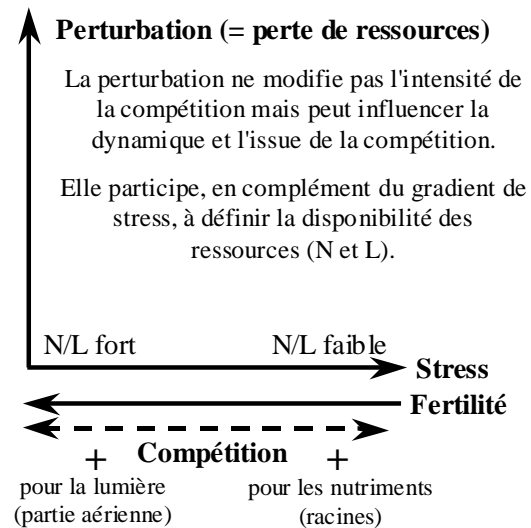 Perturbation (= perte de ressources)
La perturbation ne modifie pas l'intensité de
la compétition mais peut influencer la
dynamique et l'issue de la compétition.
Elle participe, en complément du gradient de
stress, à définir la disponibilité des
ressources (N et L).
N/L fort N/L faible
Stress
Fertilité
Compétition
+ +
pour la lumière pour les nutriments
(partie aérienne) (racines)